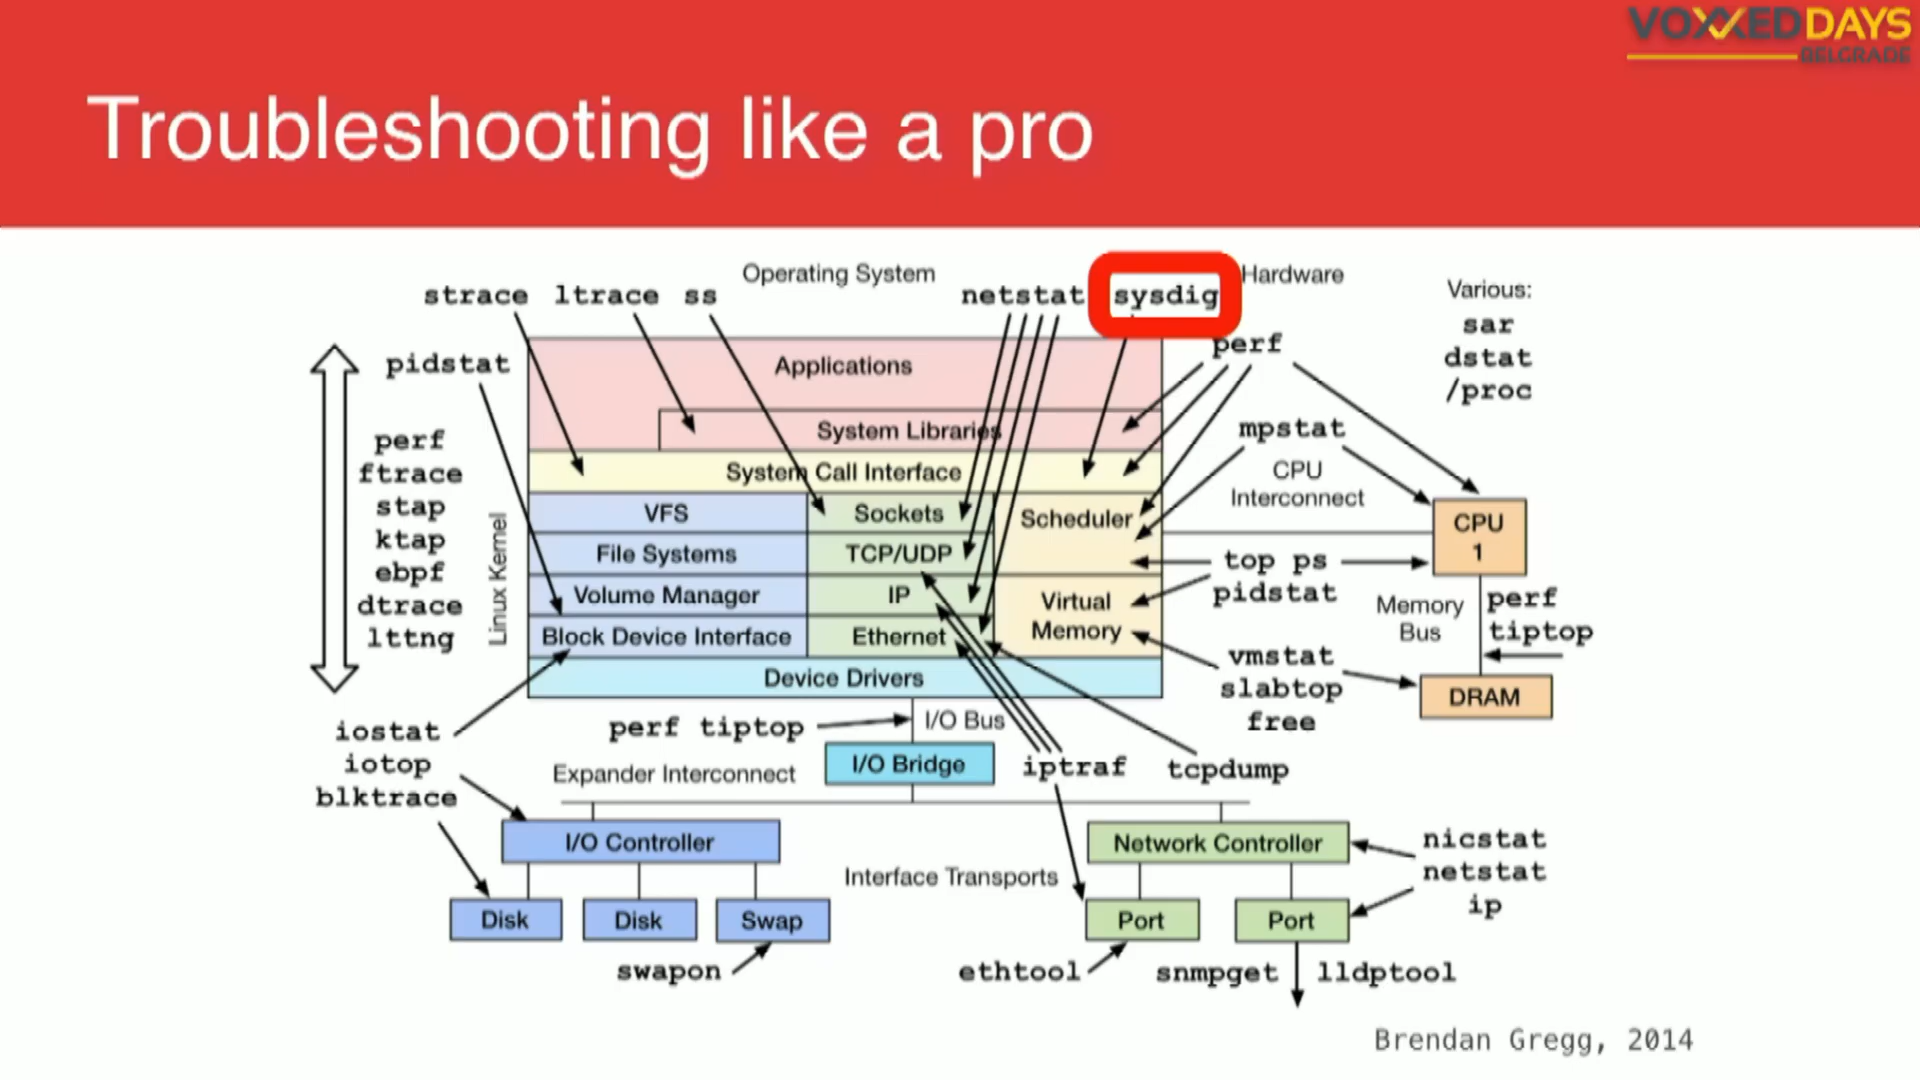 VOXXED DAYS
BELGRADE
Troubleshooting like a pro
Operating System
Hardware
Various:
strace ltrace ss
netstat sysdig
sar
dstat
/proc
pidstat
perf
Applications
perf
ftrace
stap
ktap
ebpf
dtrace
lttng
Linux Kernel
System Libraries
System Call Interface
VFS
Sockets
Scheduler
File Systems
TCP/UDP
Volume Manager
IP
Virtual
Memory
Block Device Interface
Ethernet
Device Drivers
mpstat
CPU
Interconnect
CPU
1
top ps
pidstat
Memory
Bus
perf
tiptop
vmstat
slabtop
free
DRAM
iostat
iotop
blktrace
perf tiptop
I/O Bus
Expander Interconnect
I/O Bridge
iptraf
tcpdump
I/O Controller
Network Controller
nicstat
netstat
ip
Interface Transports
Disk
Disk
Swap
Port
Port
swapon
ethtool
snmpget
lldptool
Brendan Gregg, 2014